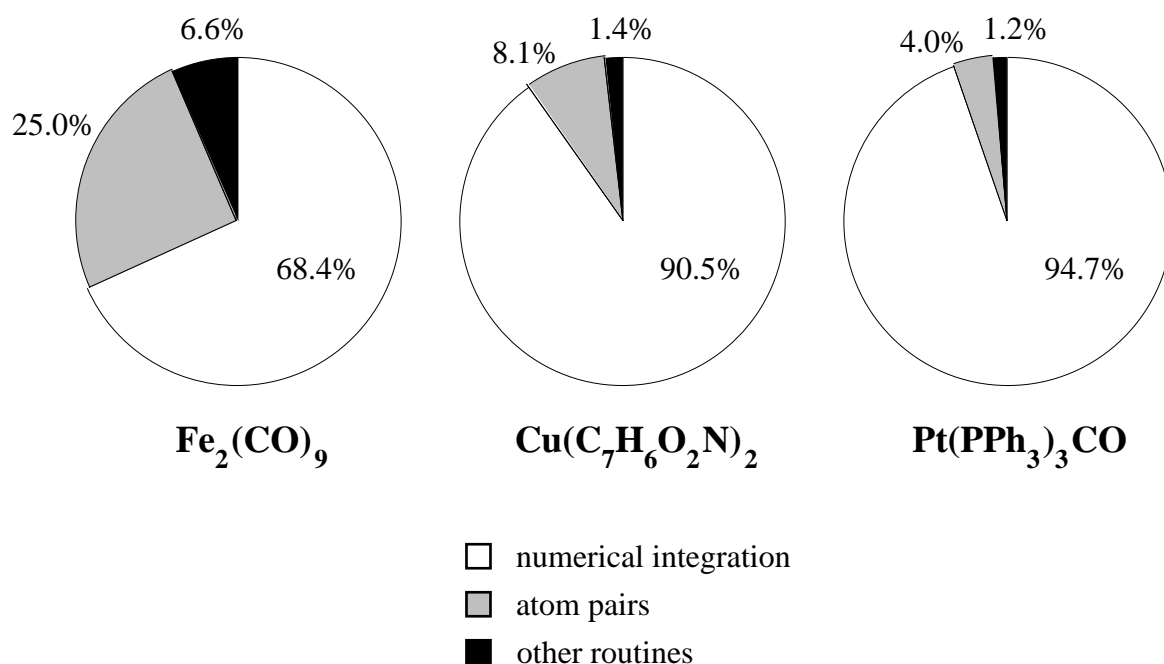 6.6%
25.0%
68.4%
Fe₂(CO)₉
8.1%
1.4%
90.5%
Cu(C₇H₆O₂N)₂
4.0%
1.2%
94.7%
Pt(PPh₃)₃CO
numerical integration
atom pairs
other routines